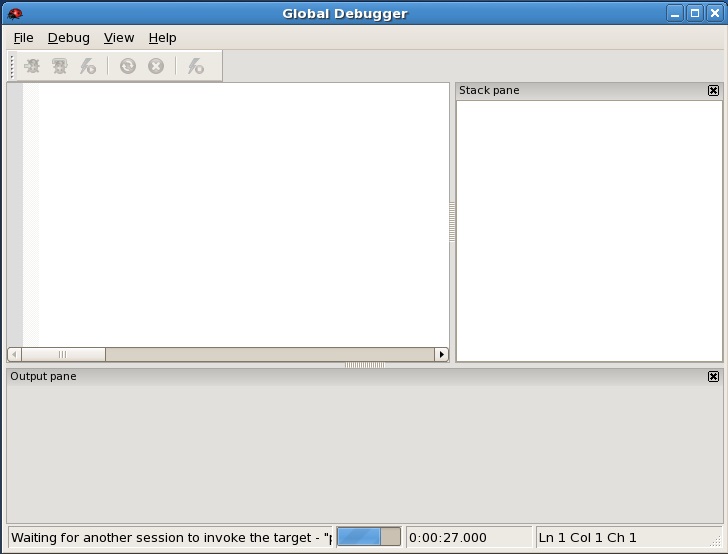 Global Debugger
File Debug View Help
Stack pane
Output pane
Waiting for another session to invoke the target - "
0:00:27.000
Ln 1 Col 1 Ch 1